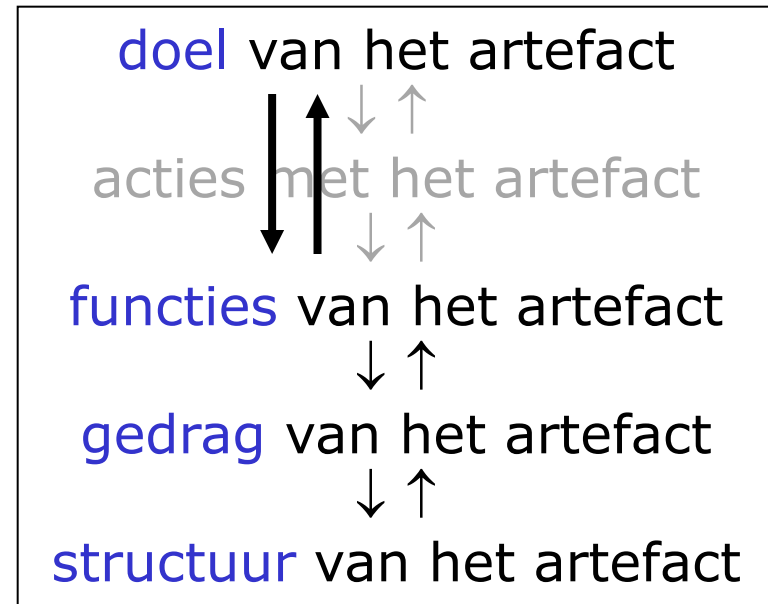 doel van het artefact
↓ ↑
acties met het artefact
↓ ↑
functies van het artefact
↓ ↑
gedrag van het artefact
↓ ↑
structuur van het artefact